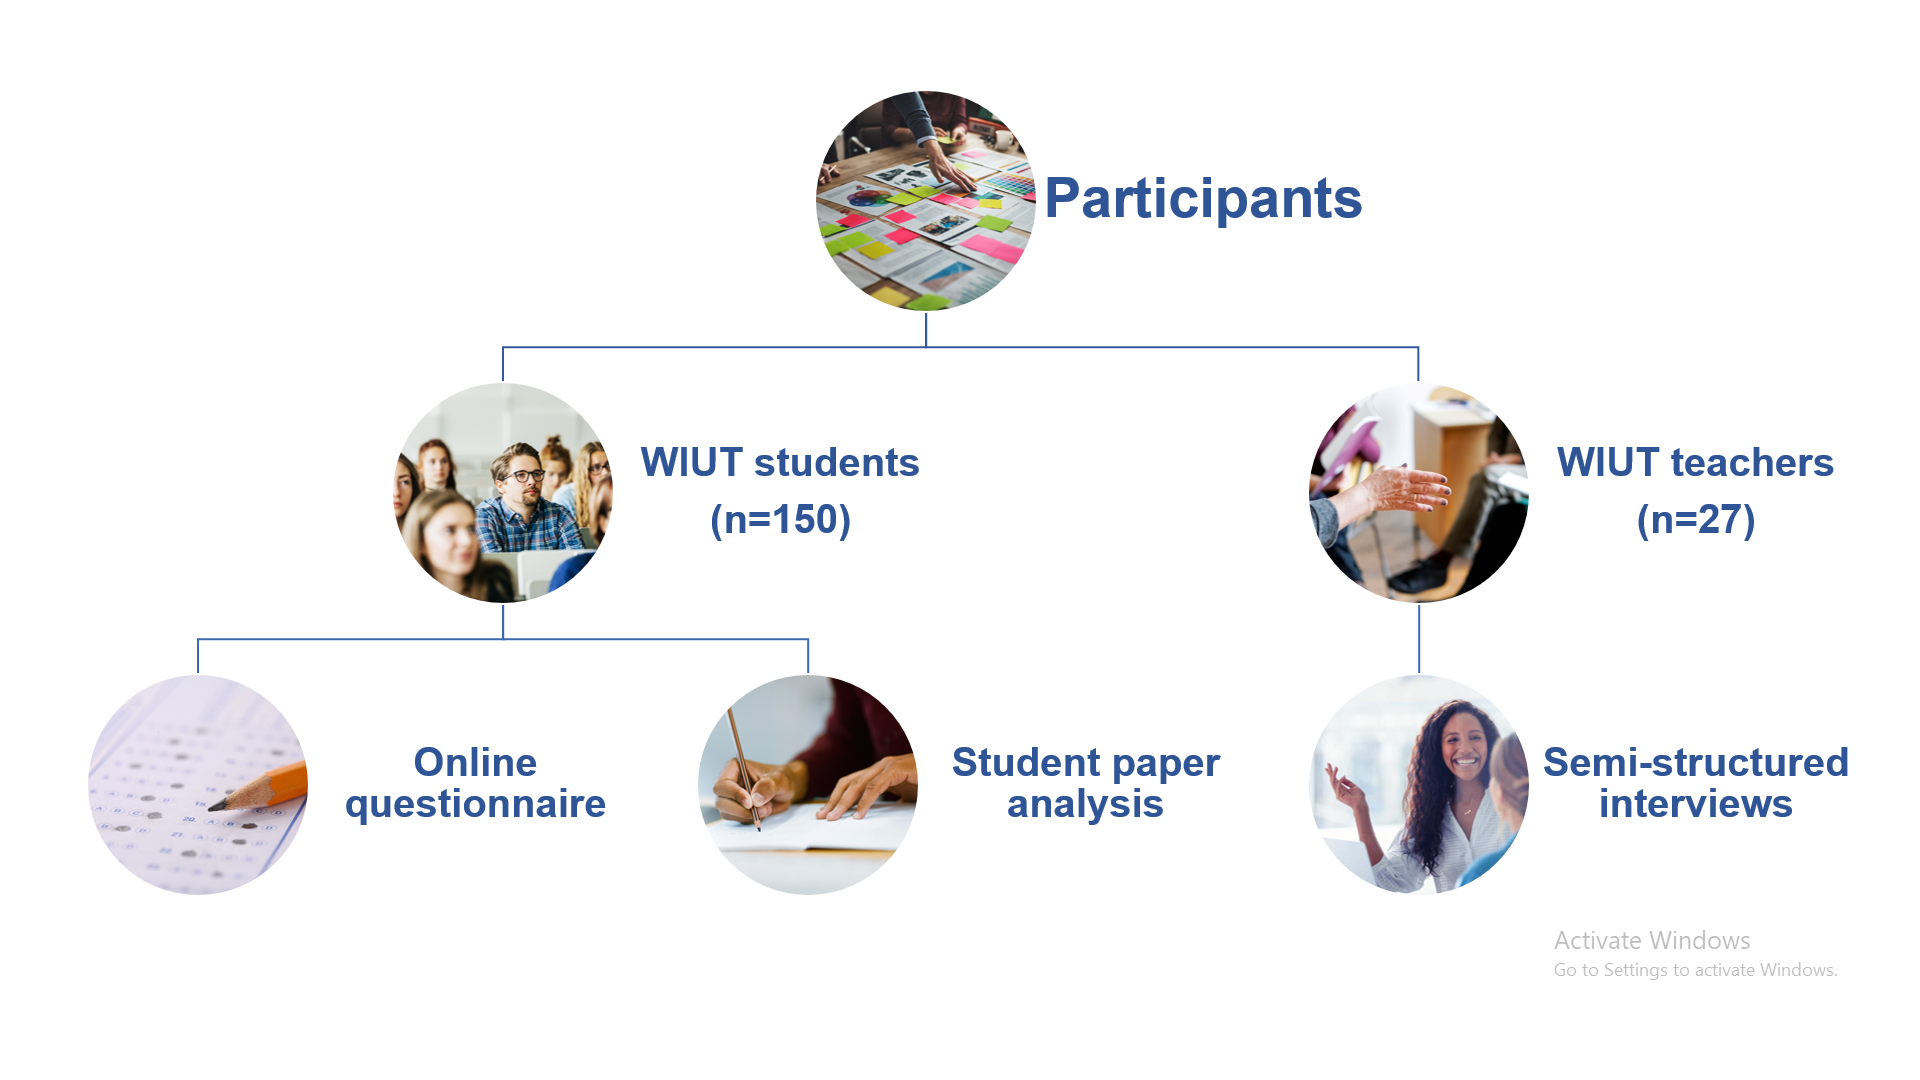 Participants
WIUT students
(n=150)
WIUT teachers
(n=27)
Online
questionnaire
Student paper
analysis
Semi-structured
interviews
Activate Windows
Go to Settings to activate Windows.